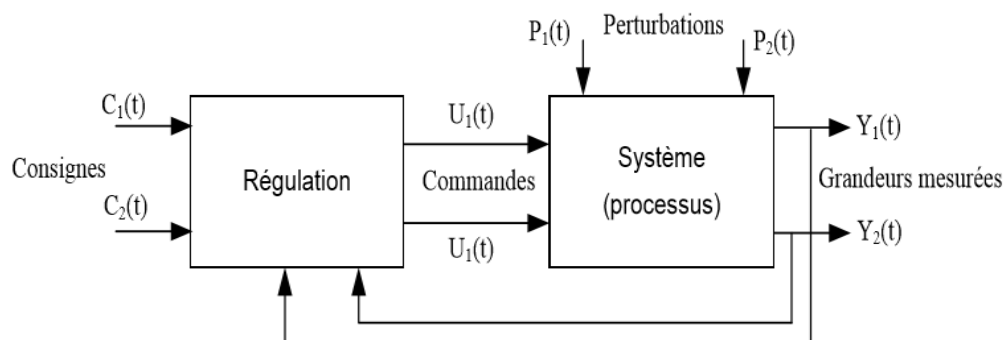 P₁(t)
Perturbations
P₂(t)
C₁(t)
Consignes
C₂(t)
Régulation
U₁(t)
Commandes
U₁(t)
Système
(processus)
Y₁(t)
Grandeurs mesurées
Y₂(t)